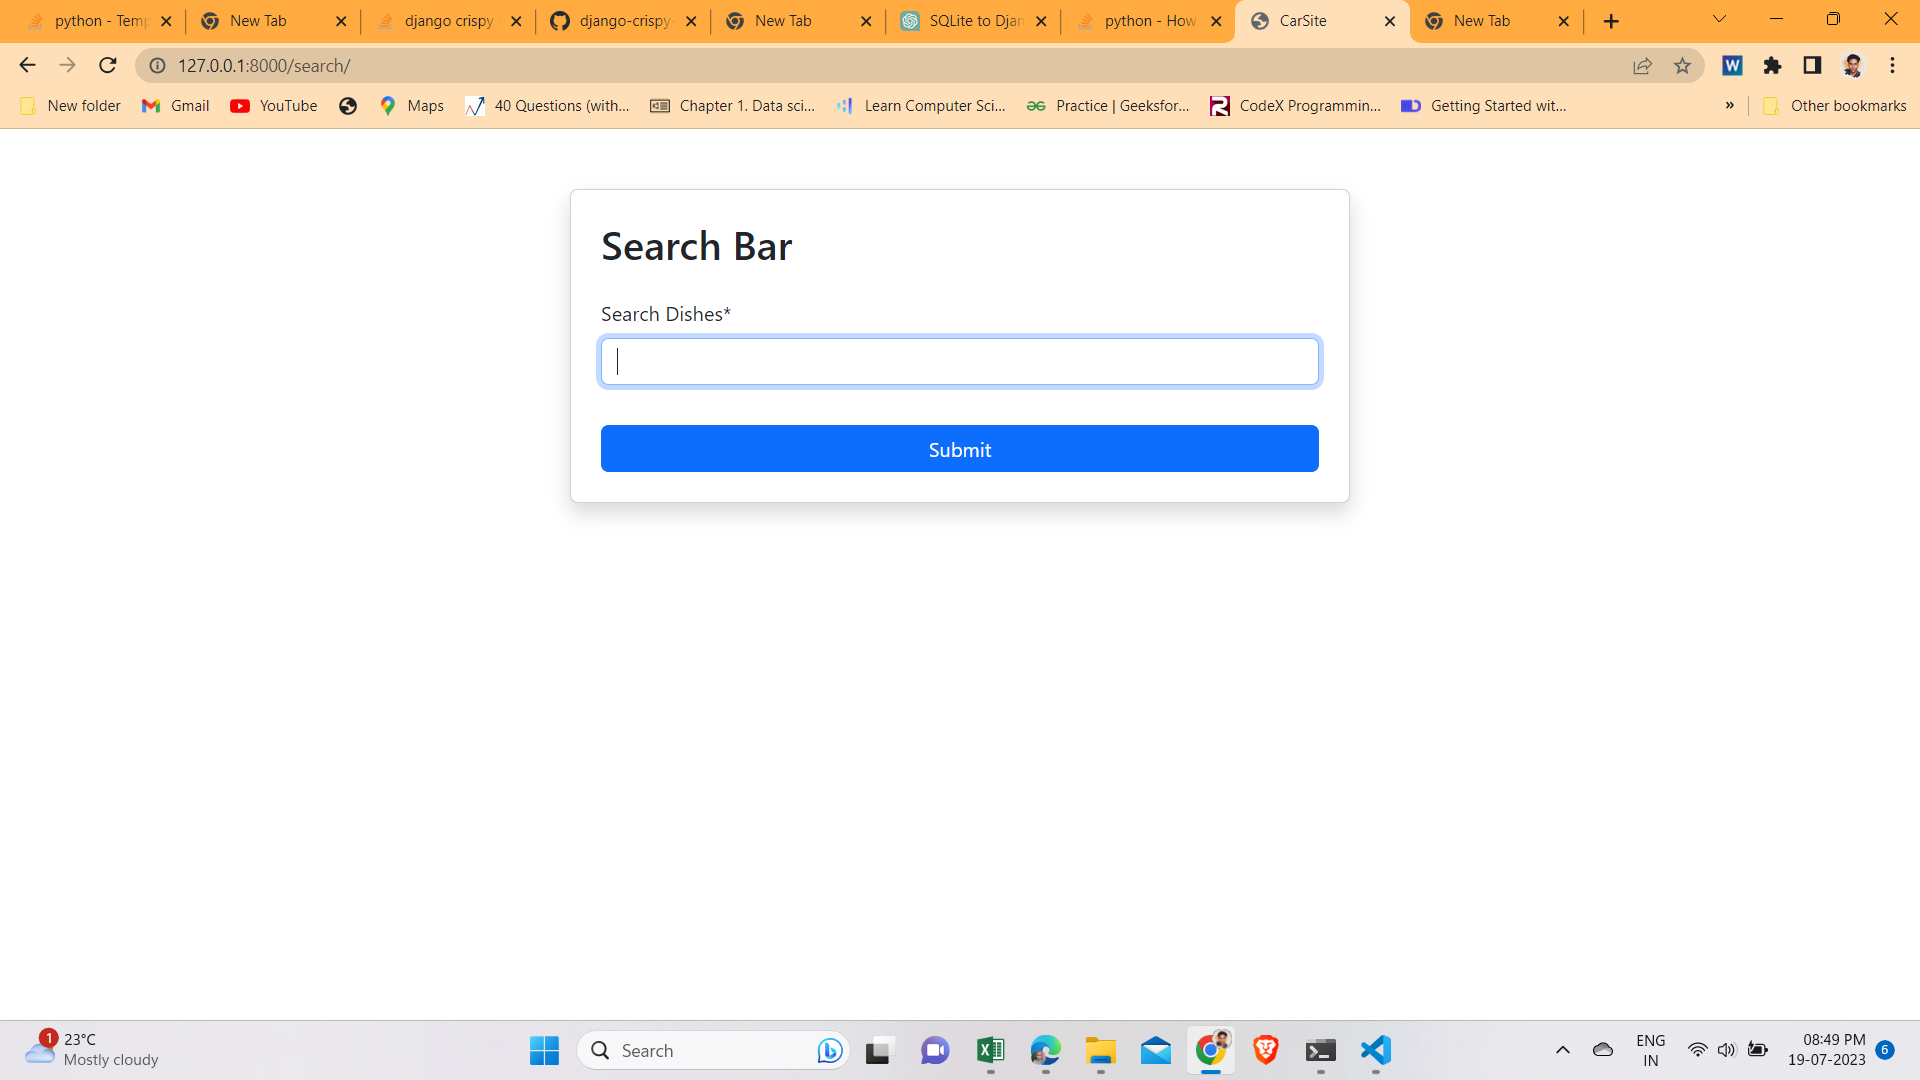 python - Temp
New Tab
django crispy
django-crispy-
New Tab
SQLite to Djan
python - How
CarSite
New Tab
127.0.0.1:8000/search/
W
New folder
Gmail
YouTube
Maps
40 Questions (with...
Chapter 1. Data sci...
Learn Computer Sci...
Practice | Geeksfor...
CodeX Programmin...
Getting Started wit...
»
Other bookmarks
Search Bar
Search Dishes*
Submit
1
23°C
Mostly cloudy
Search
ENG
IN
08:49 PM
19-07-2023
6